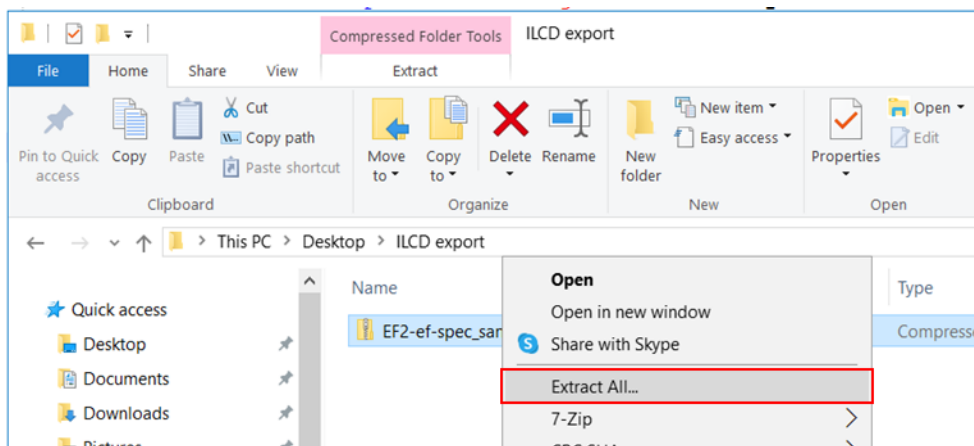 Compressed Folder Tools ILCD export
File Home Share View Extract
Pin to Quick access
Copy
Paste
Cut
Copy path
Paste shortcut
Clipboard
Move to
Copy to
Delete
Rename
Organize
New folder
New item
Easy access
New
Properties
Open
Edit
Open
This PC > Desktop > ILCD export
Name
Type
Quick access
Desktop
Documents
Downloads
EF2-ef-spec_sa
Compress
Open
Open in new window
Share with Skype
Extract All...
7-Zip